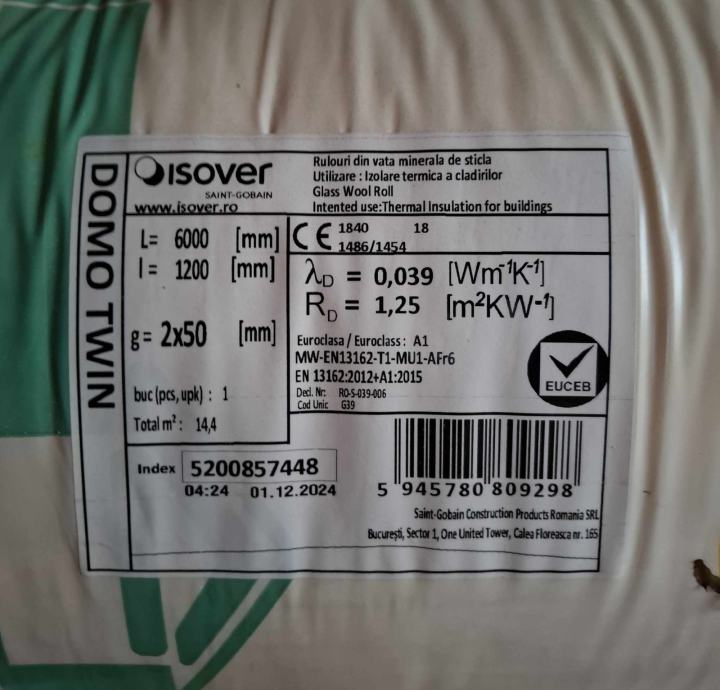 DOMO TWIN
isover
SAINT-GOBAIN
www.isover.ro
Rulouri din vata minerala de sticla
Utilizare : Izolare termica a cladirilor
Glass Wool Roll
Intented use:Thermal Insulation for buildings
L= 6000 [mm]
l = 1200 [mm]
g = 2x50 [mm]
buc (pcs, upk) : 1
Total m² : 14,4
CE 1840 18
1486/1454
λD = 0,039 [Wm⁻¹K⁻¹]
RD = 1,25 [m²KW⁻¹]
Euroclasa / Euroclass : A1
MW-EN13162-T1-MU1-AFr6
EN 13162:2012+A1:2015
Decl. Nr: RO-S-039-006
Cod Unic G39
EUCEB
Index 5200857448
04:24 01.12.2024
5 945780 809298
Saint-Gobain Construction Products Romania SRL
Bucureşti, Sector 1, One United Tower, Calea Floreasca nr. 165